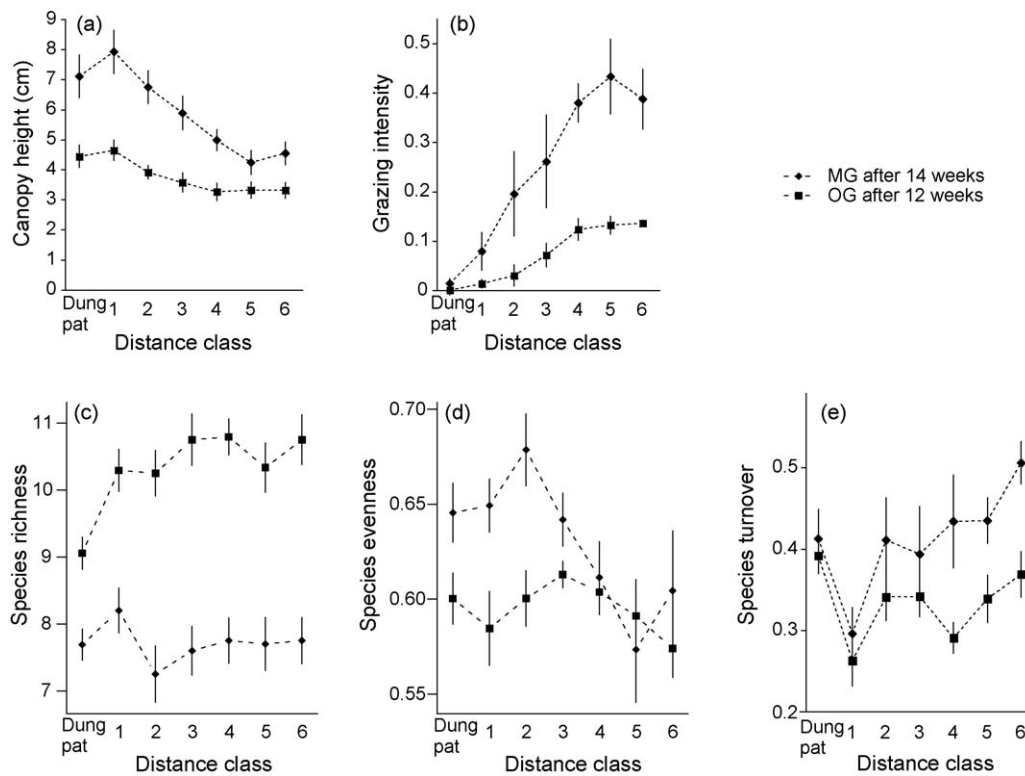 (a)
Canopy height (cm)
9
8
7
6
5
4
3
2
1
0
Dung pat 1 2 3 4 5 6
Distance class
(b)
Grazing intensity
0.5
0.4
0.3
0.2
0.1
0
Dung pat 1 2 3 4 5 6
Distance class
MG after 14 weeks
OG after 12 weeks
(c)
Species richness
11
10
9
8
7
Dung pat 1 2 3 4 5 6
Distance class
(d)
Species evenness
0.70
0.65
0.60
0.55
Dung pat 1 2 3 4 5 6
Distance class
(e)
Species turnover
0.5
0.4
0.3
0.2
Dung pat 1 2 3 4 5 6
Distance class